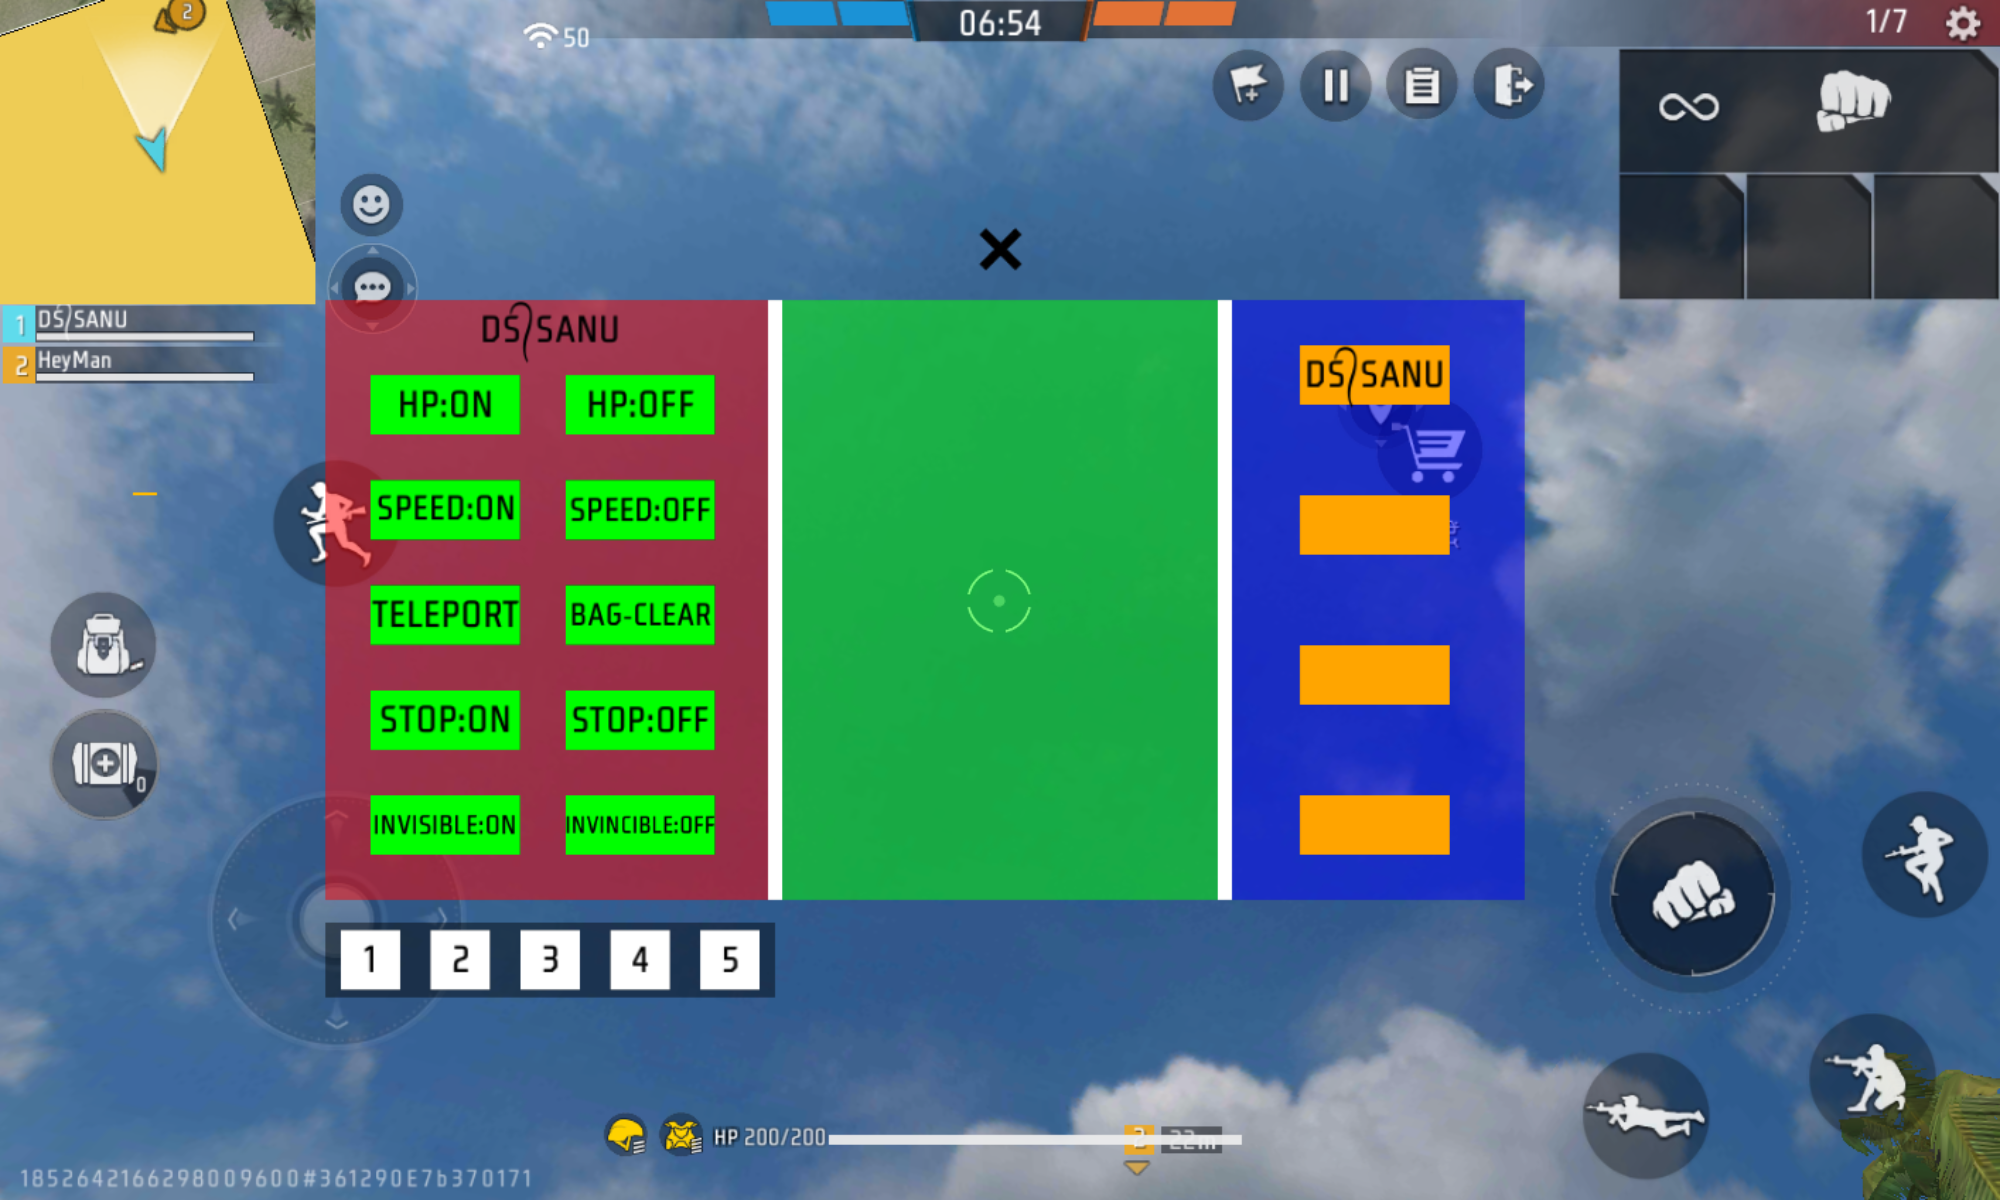 2
50
06:54
1/7
1 DS SANU
2 HeyMan
DS SANU
DS SANU
HP:ON HP:OFF
SPEED:ON SPEED:OFF
TELEPORT BAG-CLEAR
STOP:ON STOP:OFF
0
INVISIBLE:ON INVINCIBLE:OFF
1 2 3 4 5
HP 200/200
2 22m
1852642166298009600#361290E7b370171